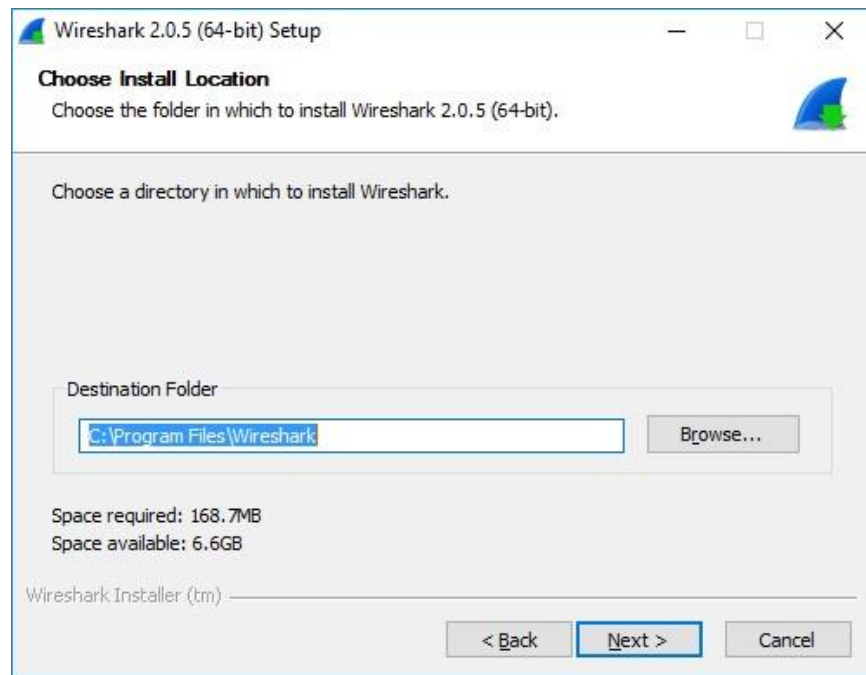 Wireshark 2.0.5 (64-bit) Setup
Choose Install Location
Choose the folder in which to install Wireshark 2.0.5 (64-bit).
Choose a directory in which to install Wireshark.
Destination Folder
C:\Program Files\Wireshark
Browse...
Space required: 168.7MB
Space available: 6.6GB
Wireshark Installer (tm)
< Back Next > Cancel